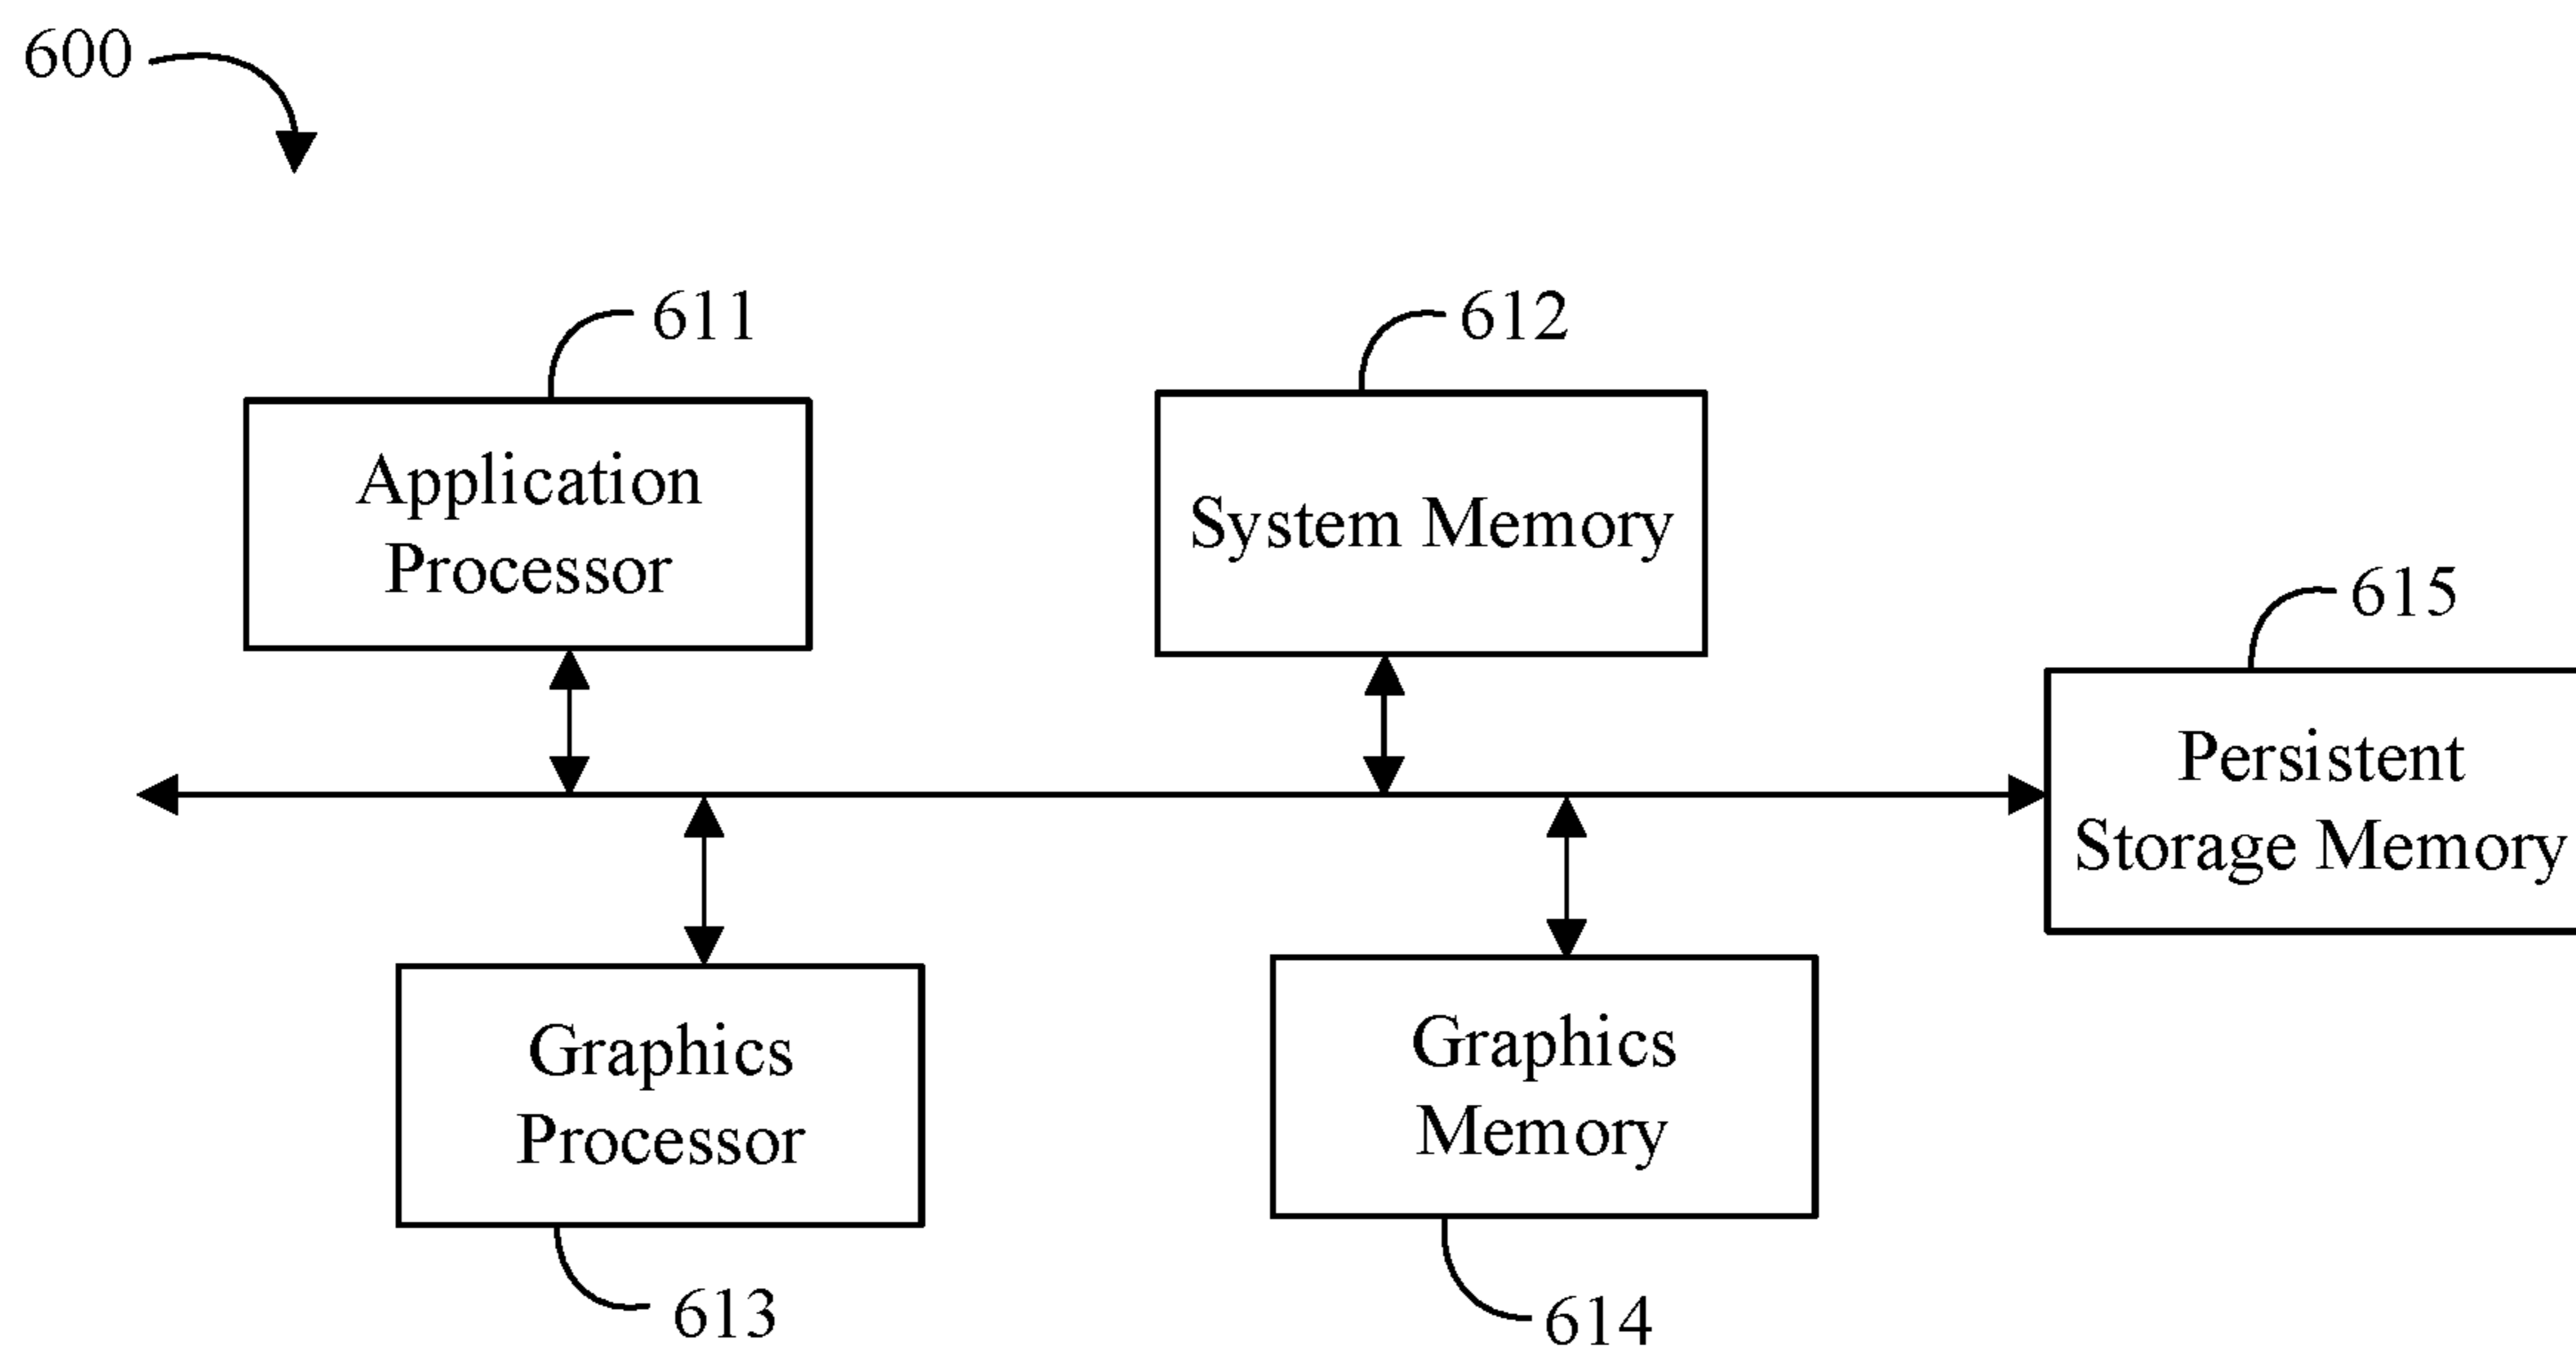 600
611
612
Application
Processor
System Memory
615
Persistent
Storage Memory
Graphics
Processor
Graphics
Memory
613
614